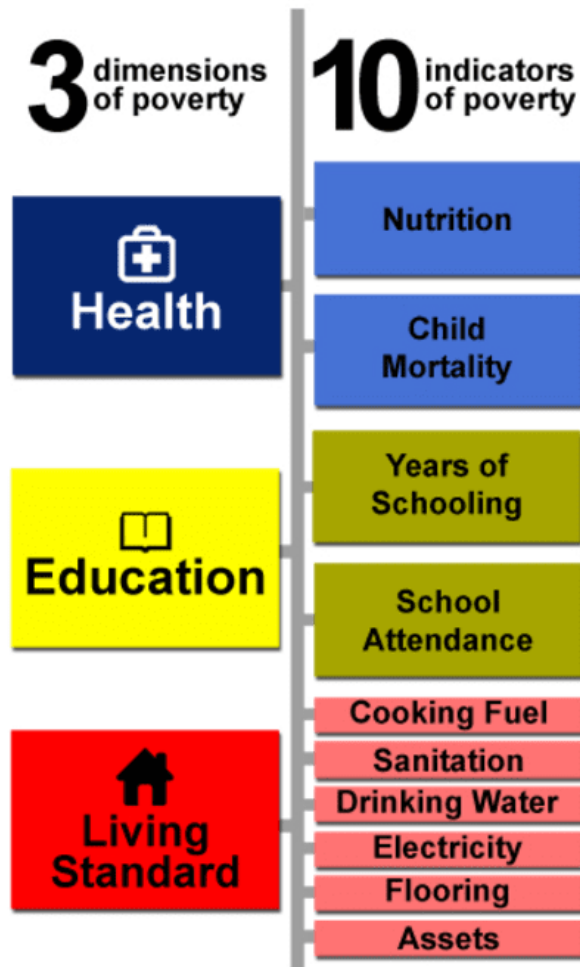 3 dimensions
of poverty
10 indicators
of poverty
Health
Nutrition
Child
Mortality
Education
Years of
Schooling
School
Attendance
Living
Standard
Cooking Fuel
Sanitation
Drinking Water
Electricity
Flooring
Assets